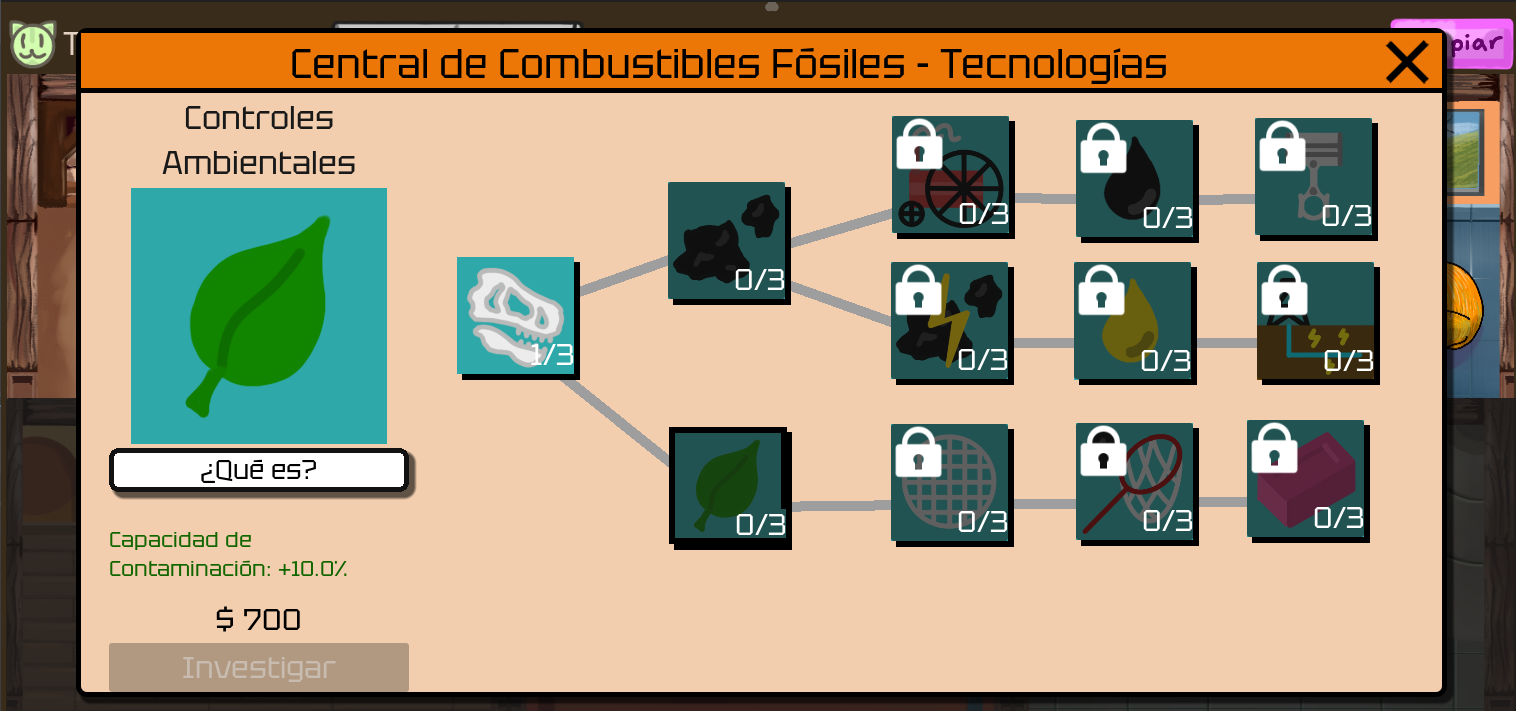 Central de Combustibles Fósiles - Tecnologías
Controles
Ambientales
¿Qué es?
Capacidad de
Contaminación: +10.0%
$ 700
Investigar
0/3
0/3
0/3
0/3
1/3
0/3
0/3
0/3
0/3
0/3
0/3
0/3